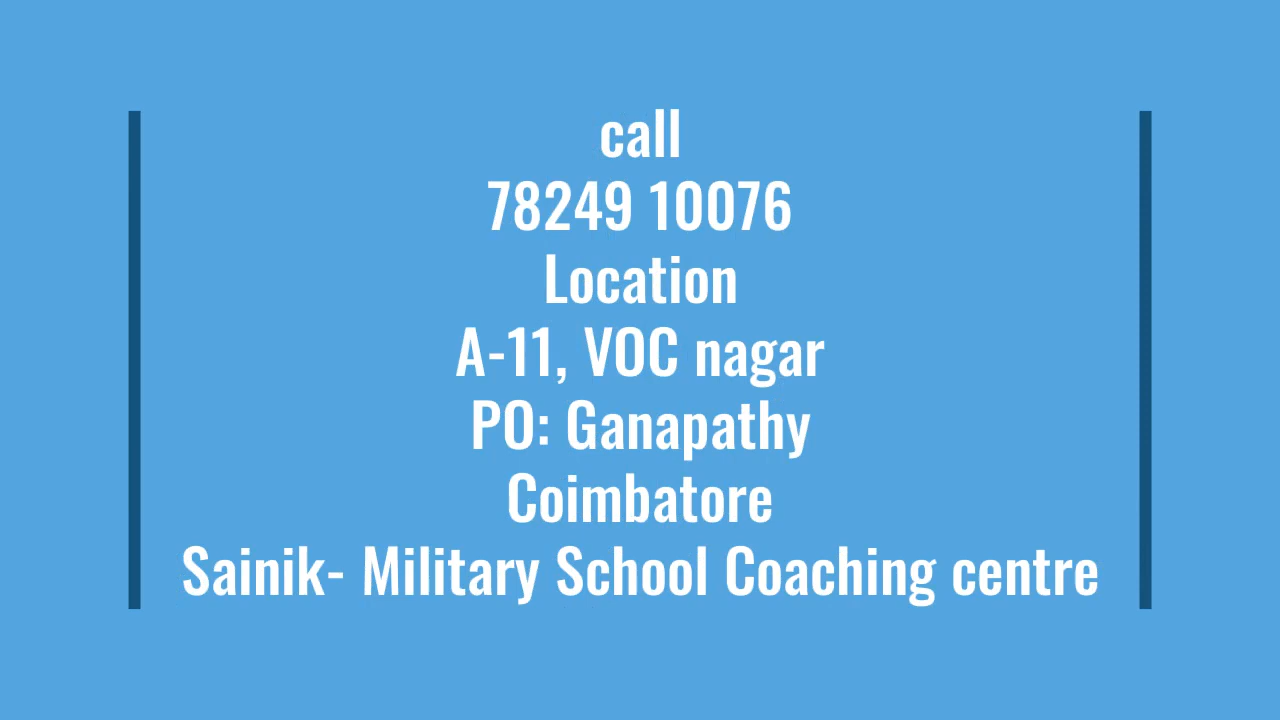 call
78249 10076
Location
A-11, VOC nagar
PO: Ganapathy
Coimbatore
Sainik- Military School Coaching centre